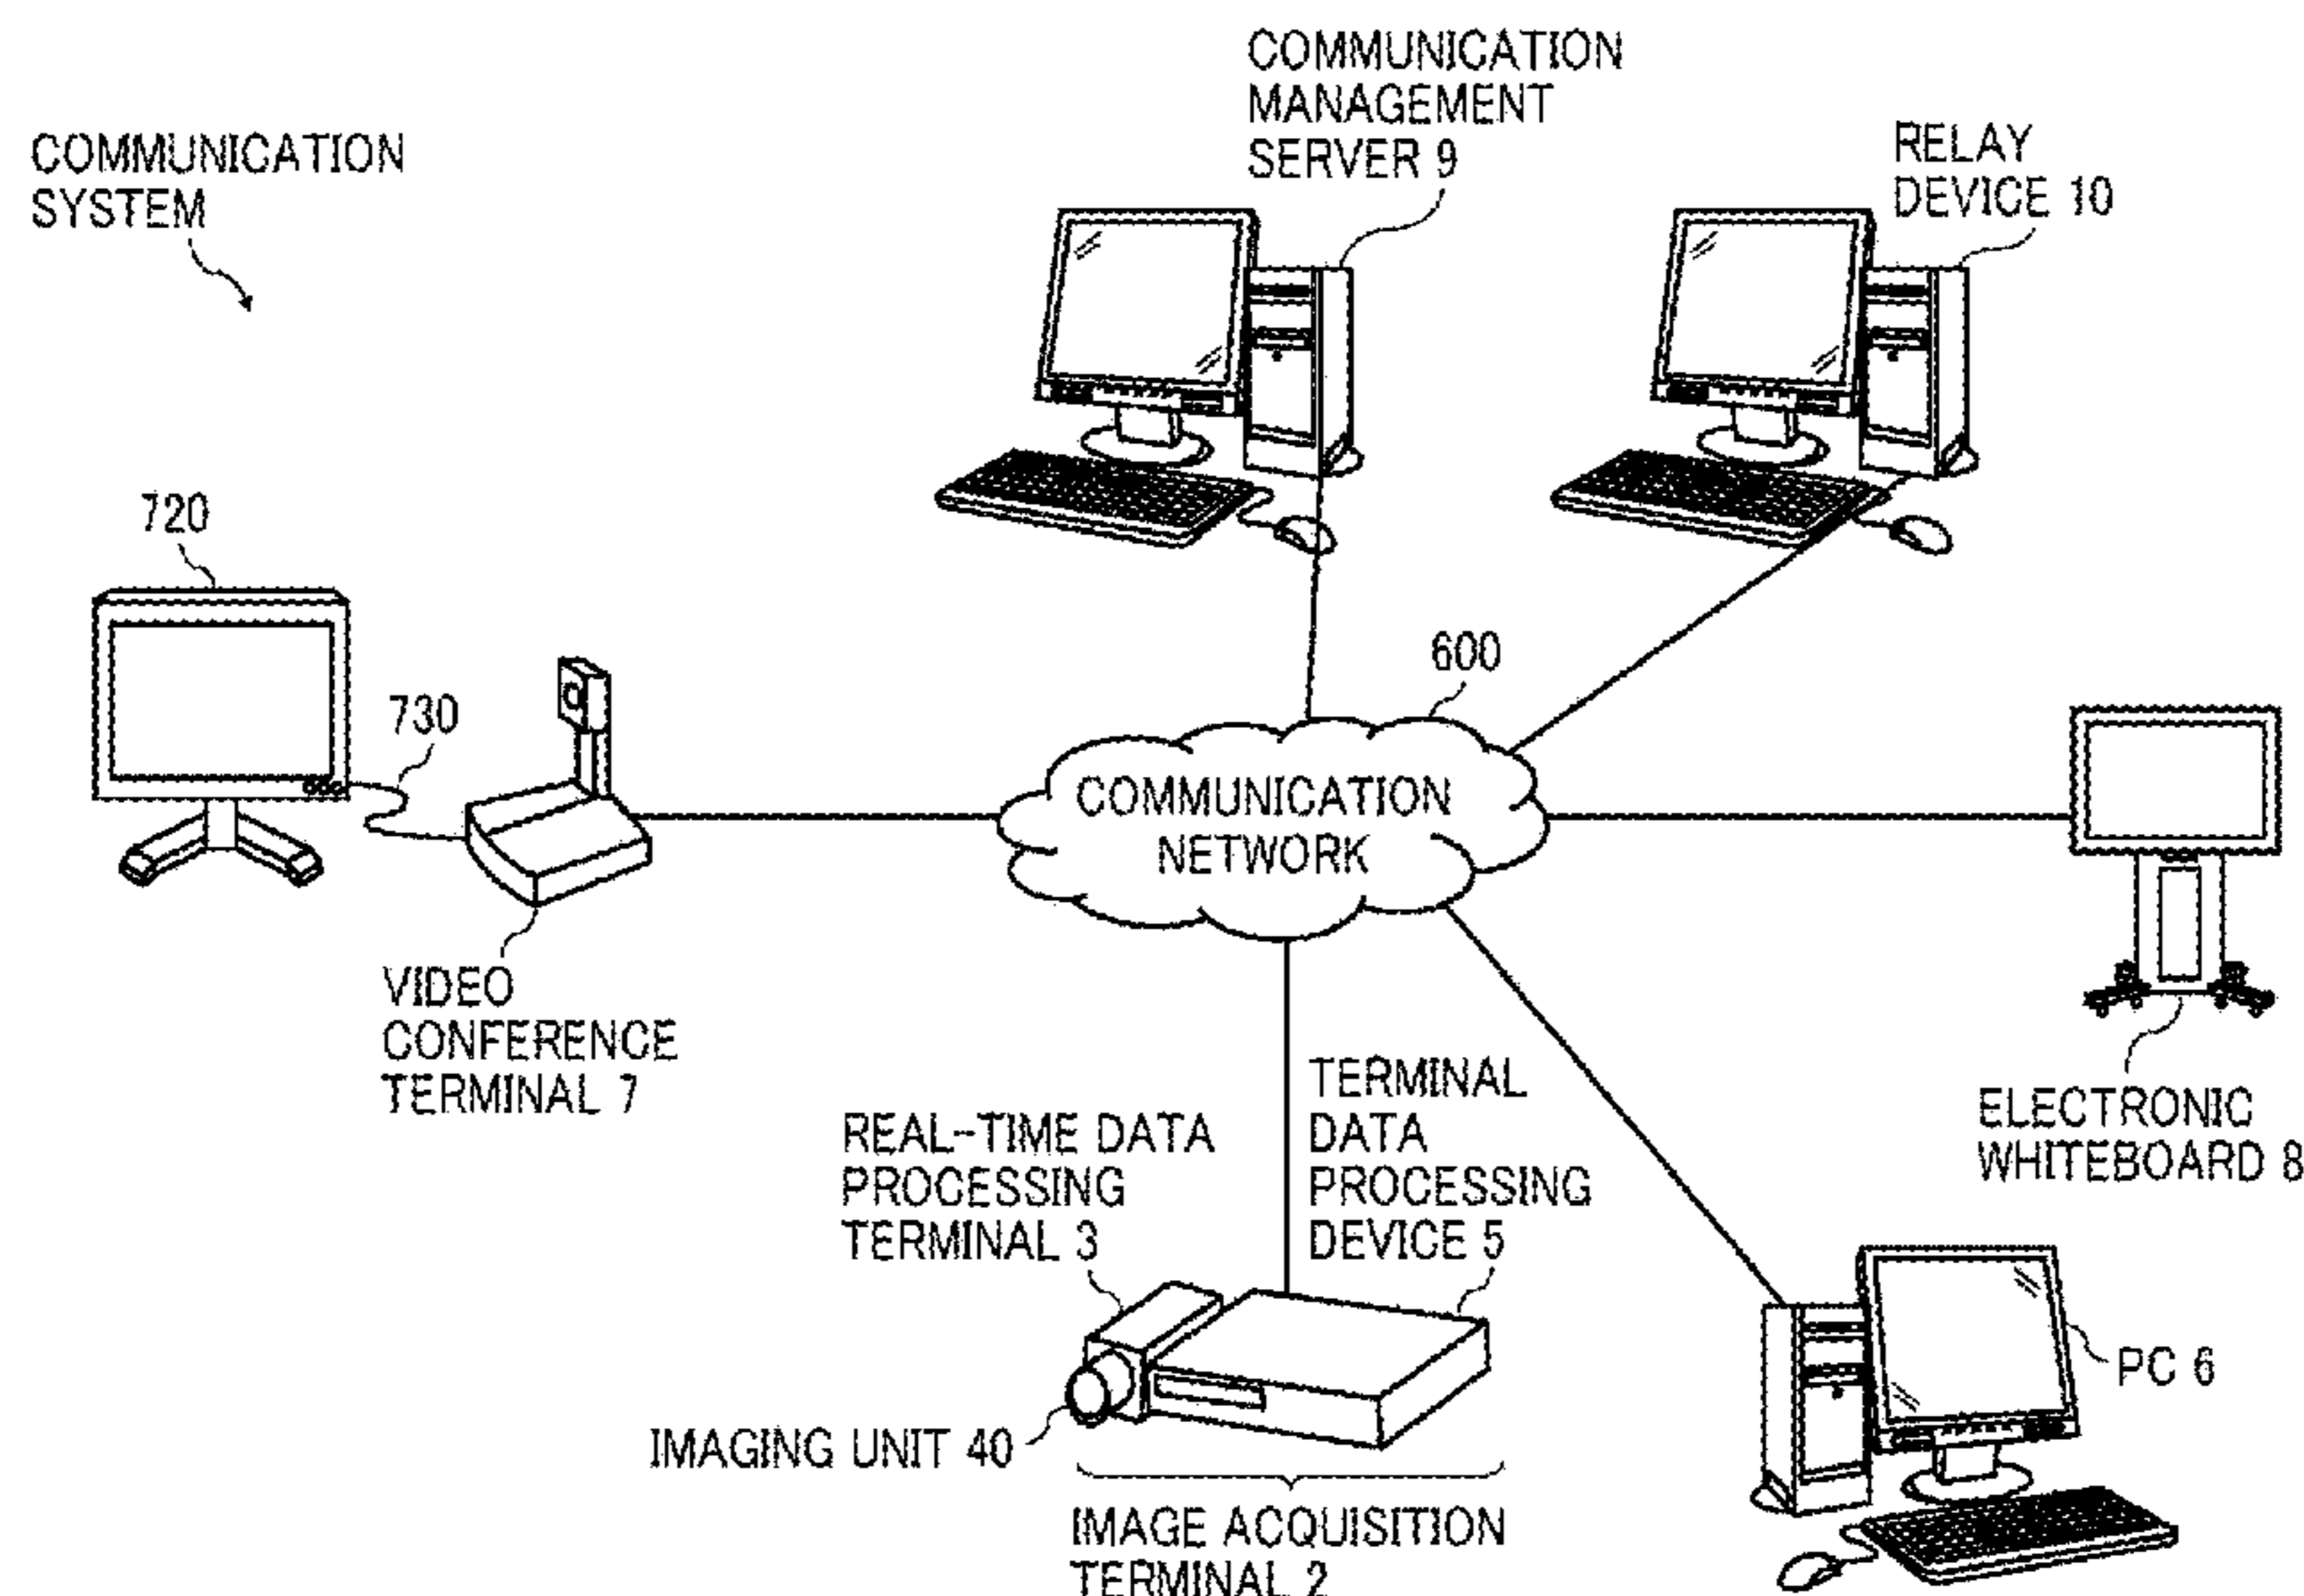 COMMUNICATION
MANAGEMENT
SERVER 9
COMMUNICATION
SYSTEM
RELAY
DEVICE 10
720
730
600
COMMUNICATION
NETWORK
VIDEO
CONFERENCE
TERMINAL 7
REAL-TIME DATA
PROCESSING
TERMINAL 3
TERMINAL
DATA
PROCESSING
DEVICE 5
ELECTRONIC
WHITEBOARD 8
PC 6
IMAGING UNIT 40
IMAGE ACQUISITION
TERMINAL 2